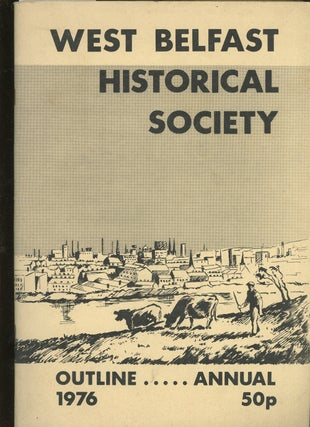 WEST BELFAST
HISTORICAL
SOCIETY
OUTLINE ..... ANNUAL
1976 50p